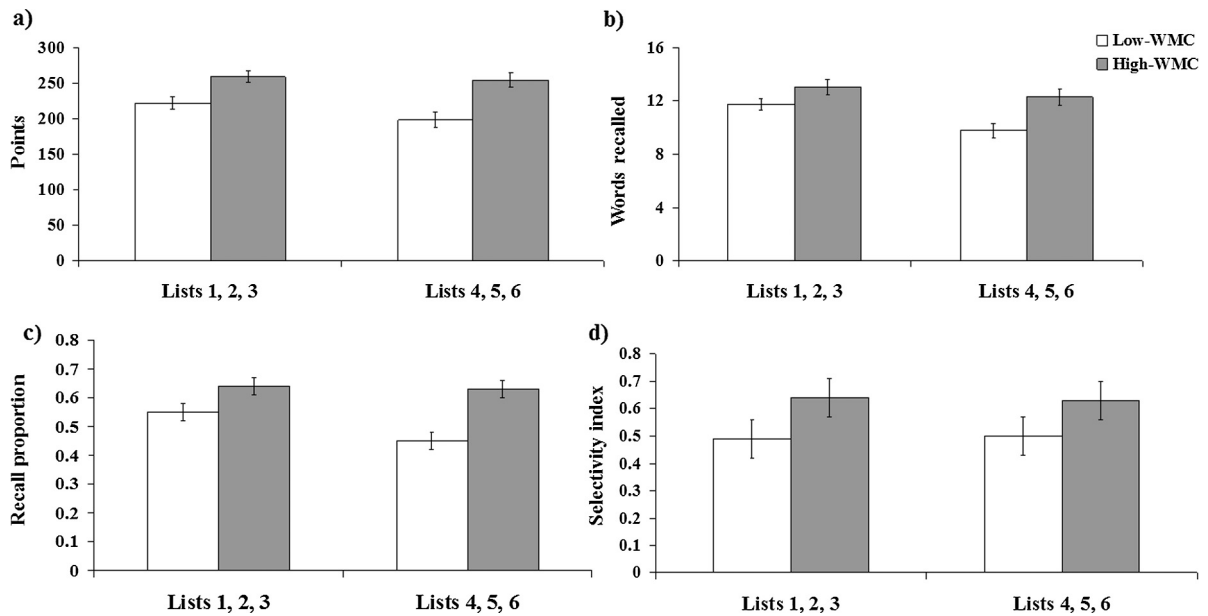 a)
Points
300
250
200
150
100
50
0
Lists 1, 2, 3
Lists 4, 5, 6
b)
Words recalled
16
12
8
4
0
Lists 1, 2, 3
Lists 4, 5, 6
Low-WMC
High-WMC
c)
Recall proportion
0.8
0.7
0.6
0.5
0.4
0.3
0.2
0.1
0
Lists 1, 2, 3
Lists 4, 5, 6
d)
Selectivity index
0.8
0.7
0.6
0.5
0.4
0.3
0.2
0.1
0
Lists 1, 2, 3
Lists 4, 5, 6